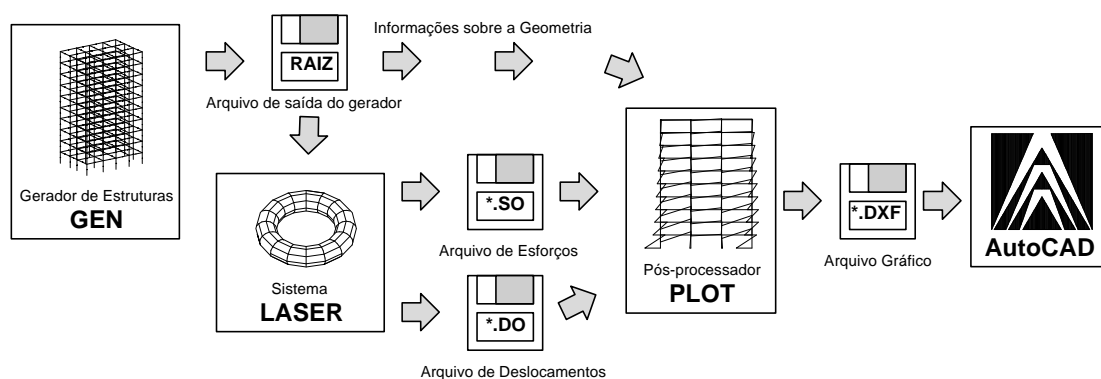 Informações sobre a Geometria
RAIZ
Arquivo de saída do gerador
Gerador de Estruturas
GEN
*.SO
Arquivo de Esforços
Sistema
LASER
*.DO
Arquivo de Deslocamentos
Pós-processador
PLOT
*.DXF
Arquivo Gráfico
AutoCAD